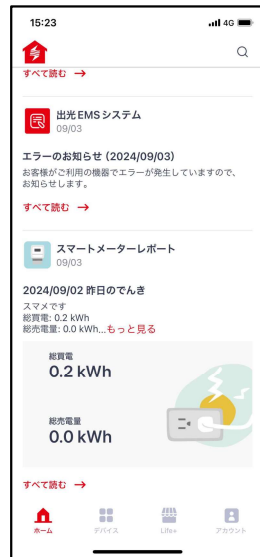 15:23
4G
すべて読む →
出光EMSシステム
09/03
エラーのお知らせ (2024/09/03)
お客様がご利用の機器でエラーが発生していますので、
お知らせします。
すべて読む →
スマートメーターレポート
09/03
2024/09/02 昨日のでんき
スマメです
総買電: 0.2 kWh
総売電量: 0.0 kWh...もっと見る
総買電
0.2 kWh
総売電量
0.0 kWh
すべて読む →
ホーム
デバイス
Life+
アカウント